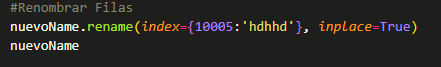 #Renombrar Filas
nuevoName.rename(index={10005:'hdhhd'}, inplace=True)
nuevoName